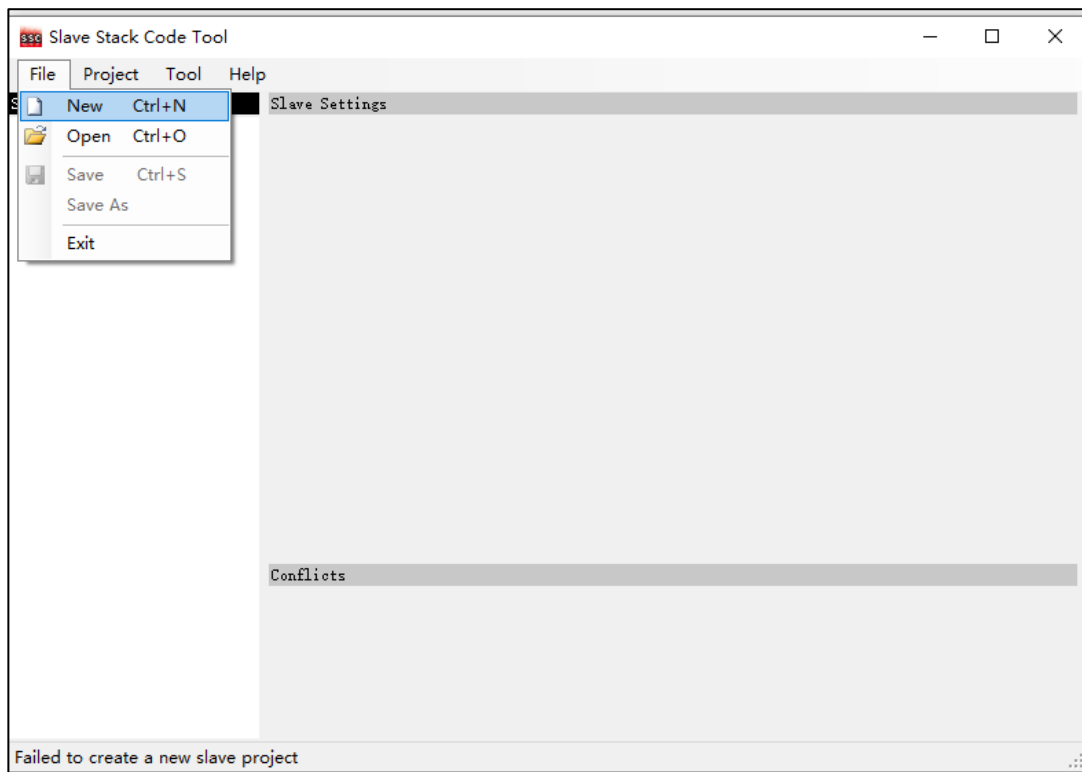 ssc Slave Stack Code Tool
File Project Tool Help
S
New Ctrl+N
Open Ctrl+O
Save Ctrl+S
Save As
Exit
Slave Settings
Conflicts
Failed to create a new slave project